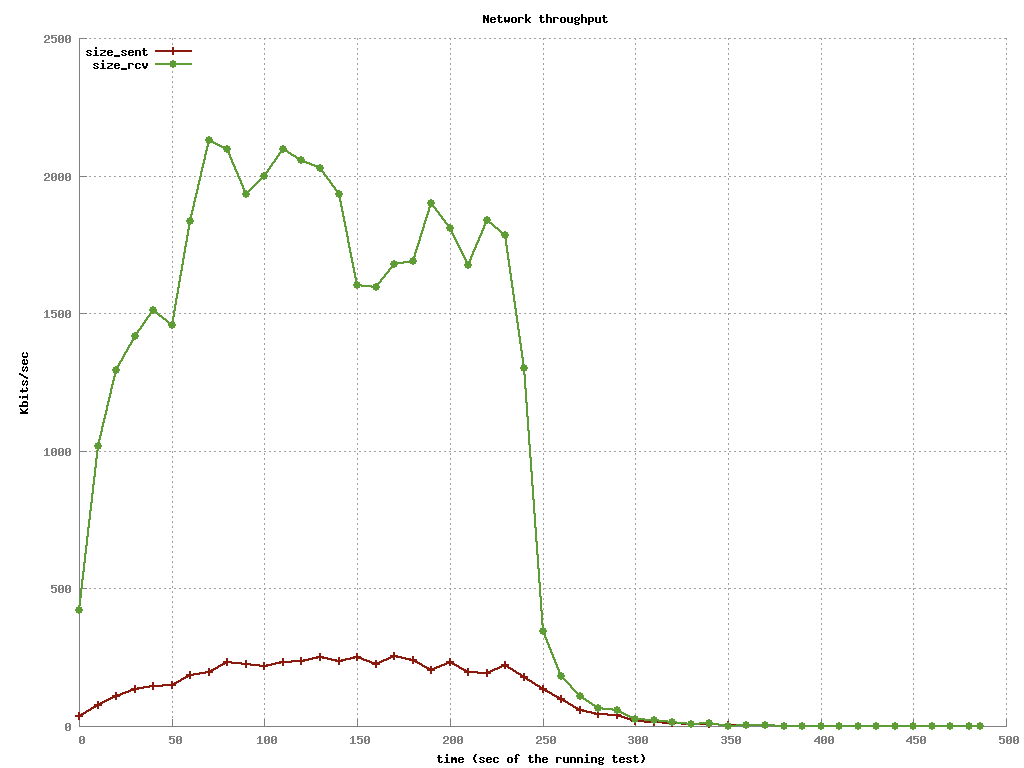 Network throughput
2500
size_sent
size_rcv
2000
1500
Kbits/sec
1000
500
0
0 50 100 150 200 250 300 350 400 450 500
time (sec of the running test)